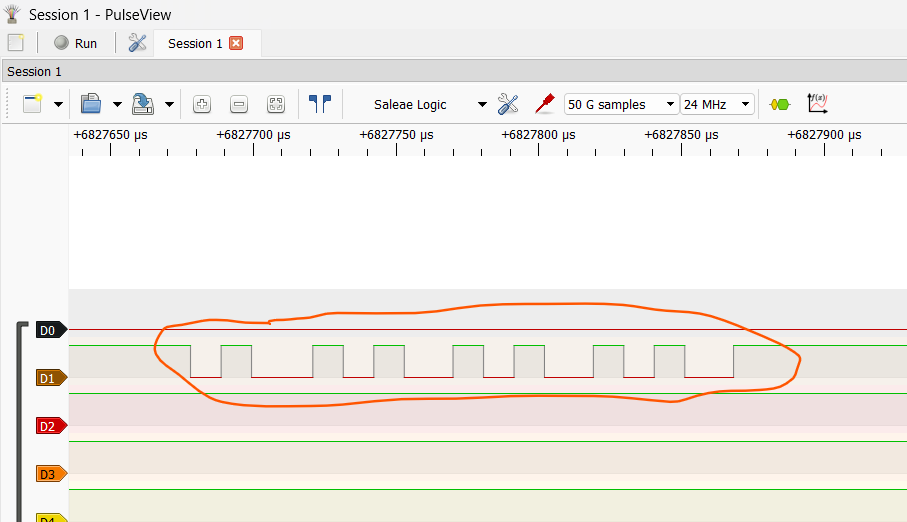 Session 1 - PulseView
Run Session 1
Session 1
Saleae Logic 50 G samples 24 MHz f(x)
+6827650 µs +6827700 µs +6827750 µs +6827800 µs +6827850 µs +6827900 µs
D0
D1
D2
D3
D4